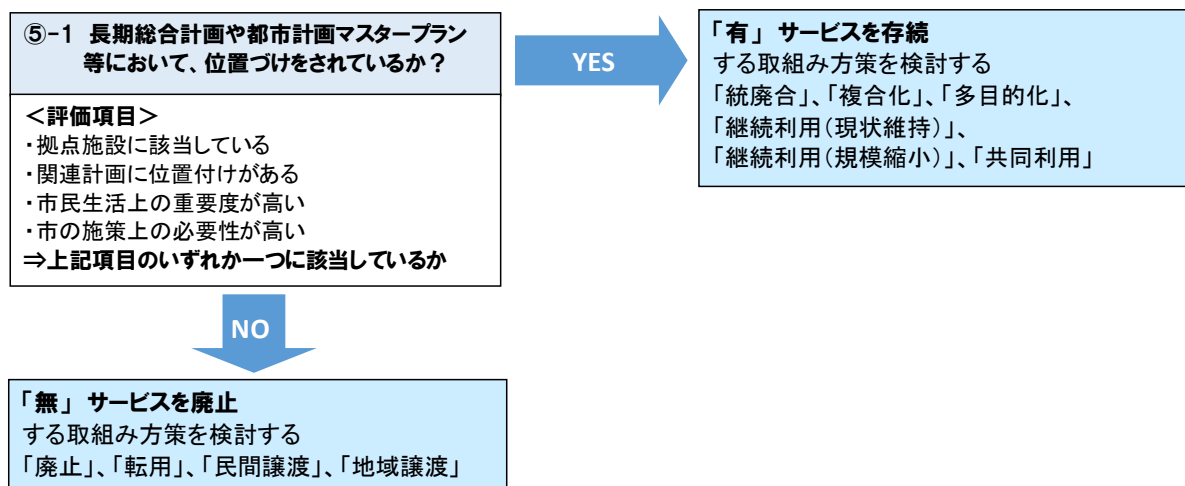 ⑤-1 長期総合計画や都市計画マスタープラン
等において、位置づけをされているか？
＜評価項目＞
・拠点施設に該当している
・関連計画に位置付けがある
・市民生活上の重要度が高い
・市の施策上の必要性が高い
⇒上記項目のいずれか一つに該当しているか
YES
「有」 サービスを存続
する取組み方策を検討する
「統廃合」、「複合化」、「多目的化」、
「継続利用（現状維持）」、
「継続利用（規模縮小）」、「共同利用」
NO
「無」 サービスを廃止
する取組み方策を検討する
「廃止」、「転用」、「民間譲渡」、「地域譲渡」